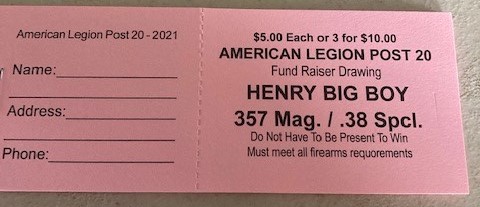 American Legion Post 20 - 2021
Name:
Address:
Phone:
$5.00 Each or 3 for $10.00
AMERICAN LEGION POST 20
Fund Raiser Drawing
HENRY BIG BOY
357 Mag. / .38 Spcl.
Do Not Have To Be Present To Win
Must meet all firearms requorements